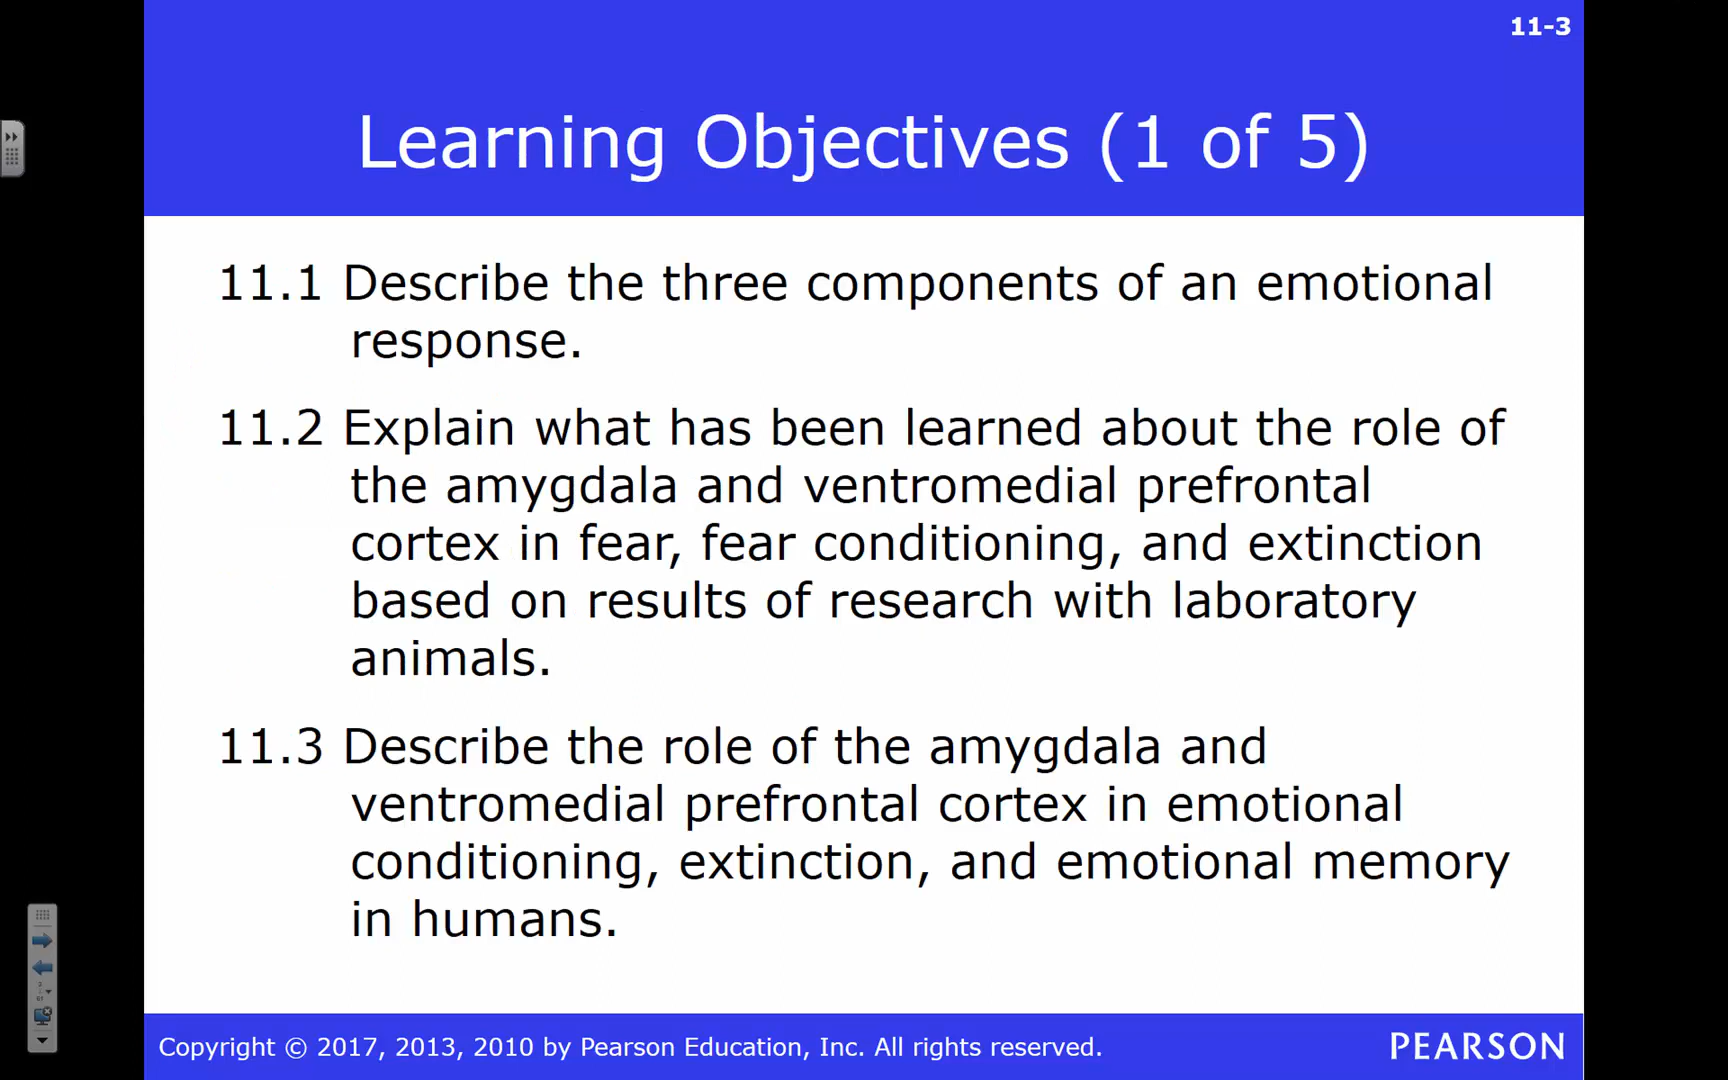 11-3
Learning Objectives (1 of 5)
11.1 Describe the three components of an emotional
response.
11.2 Explain what has been learned about the role of
the amygdala and ventromedial prefrontal
cortex in fear, fear conditioning, and extinction
based on results of research with laboratory
animals.
11.3 Describe the role of the amygdala and
ventromedial prefrontal cortex in emotional
conditioning, extinction, and emotional memory
in humans.
Copyright © 2017, 2013, 2010 by Pearson Education, Inc. All rights reserved.
PEARSON